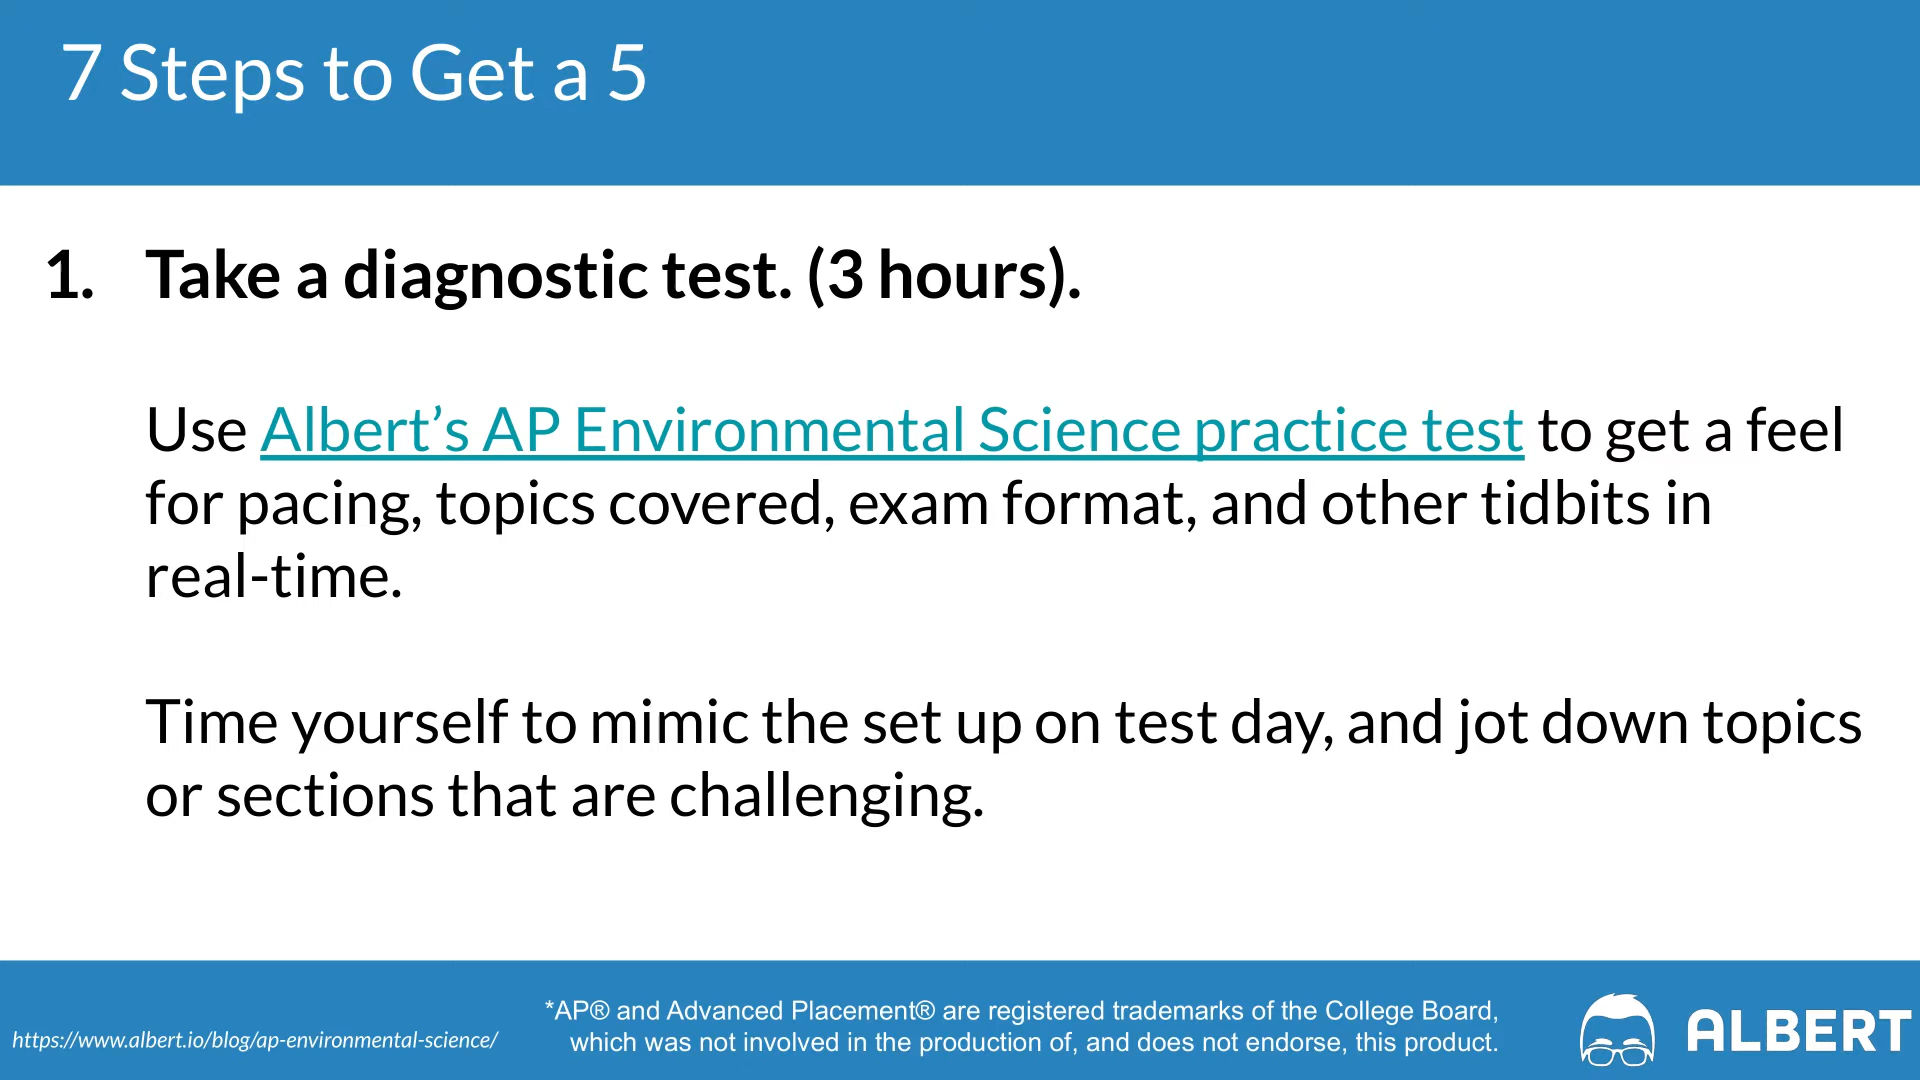 7 Steps to Get a 5
1. Take a diagnostic test. (3 hours).
Use Albert’s AP Environmental Science practice test to get a feel
for pacing, topics covered, exam format, and other tidbits in
real-time.
Time yourself to mimic the set up on test day, and jot down topics
or sections that are challenging.
https://www.albert.io/blog/ap-environmental-science/
*AP® and Advanced Placement® are registered trademarks of the College Board,
which was not involved in the production of, and does not endorse, this product.
ALBERT